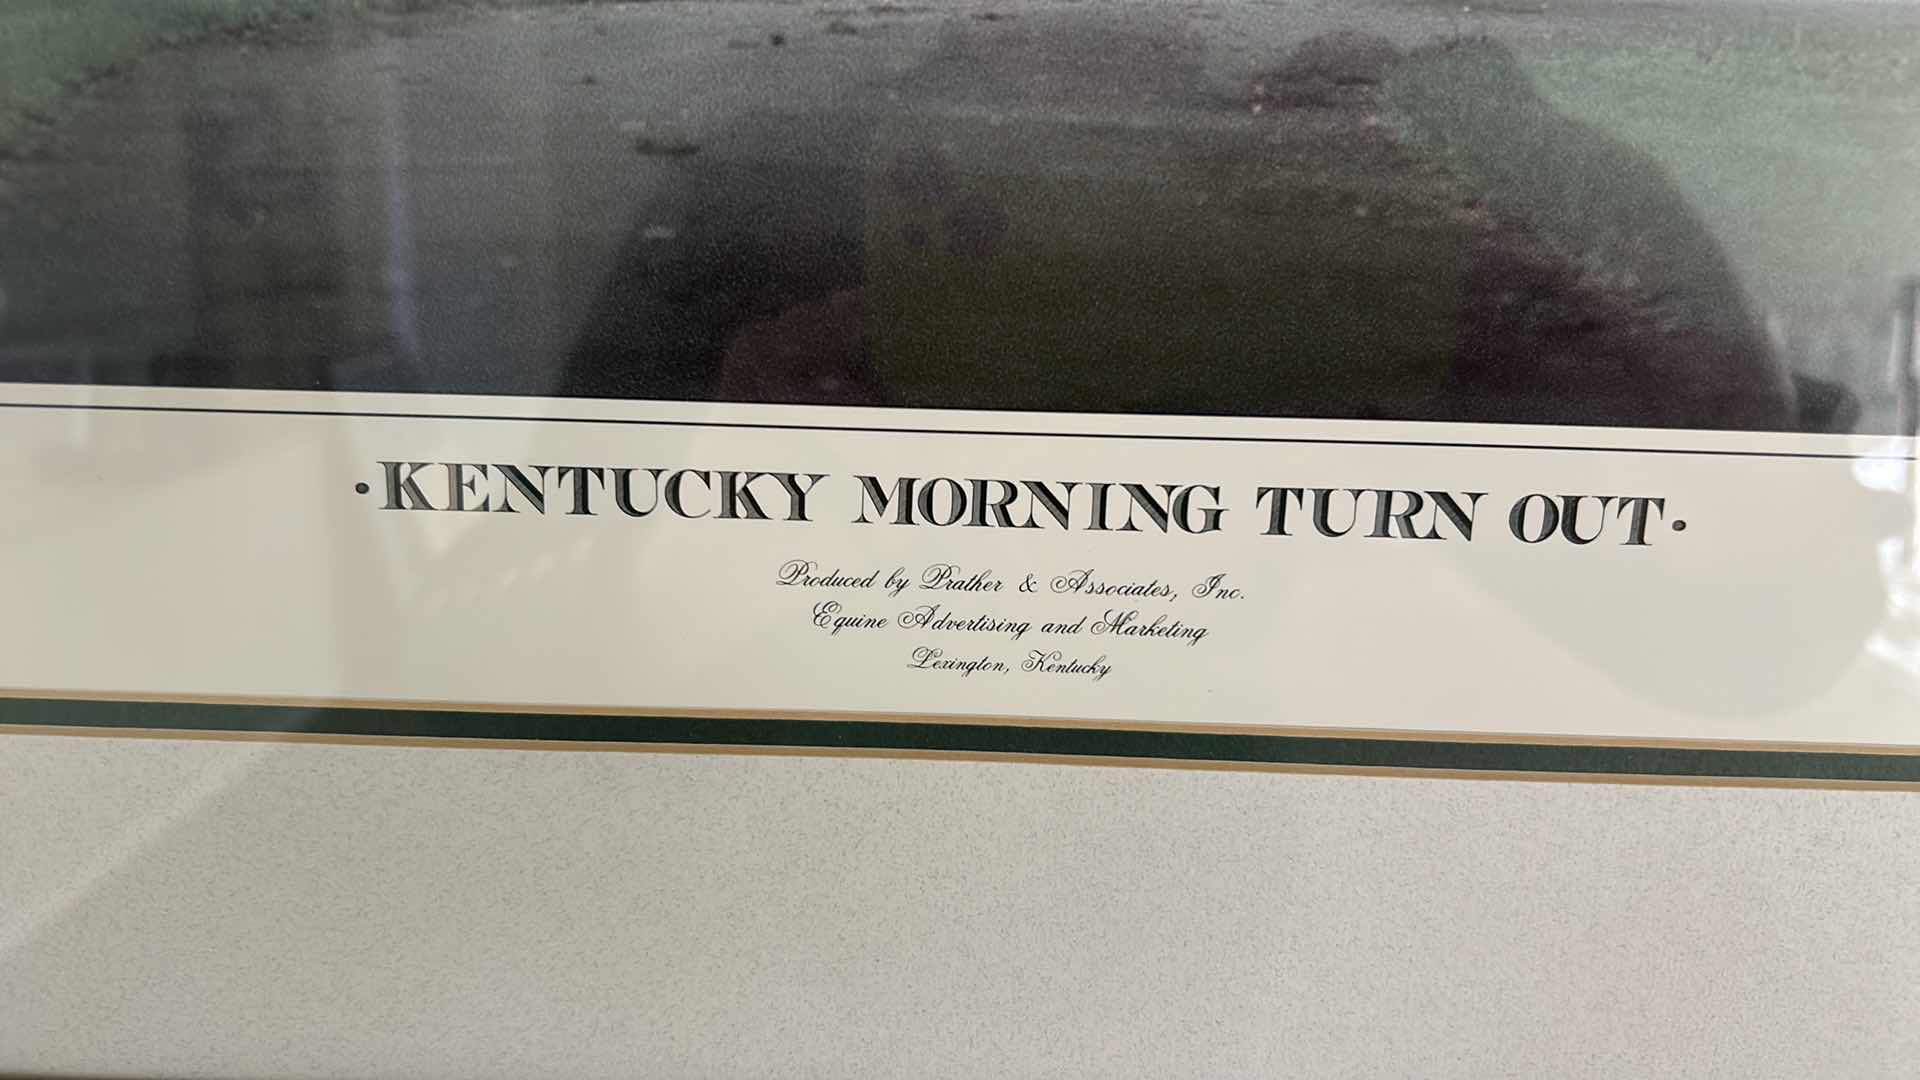 •KENTUCKY MORNING TURN OUT•
Produced by Prather & Associates, Inc.
Equine Advertising and Marketing
Lexington, Kentucky